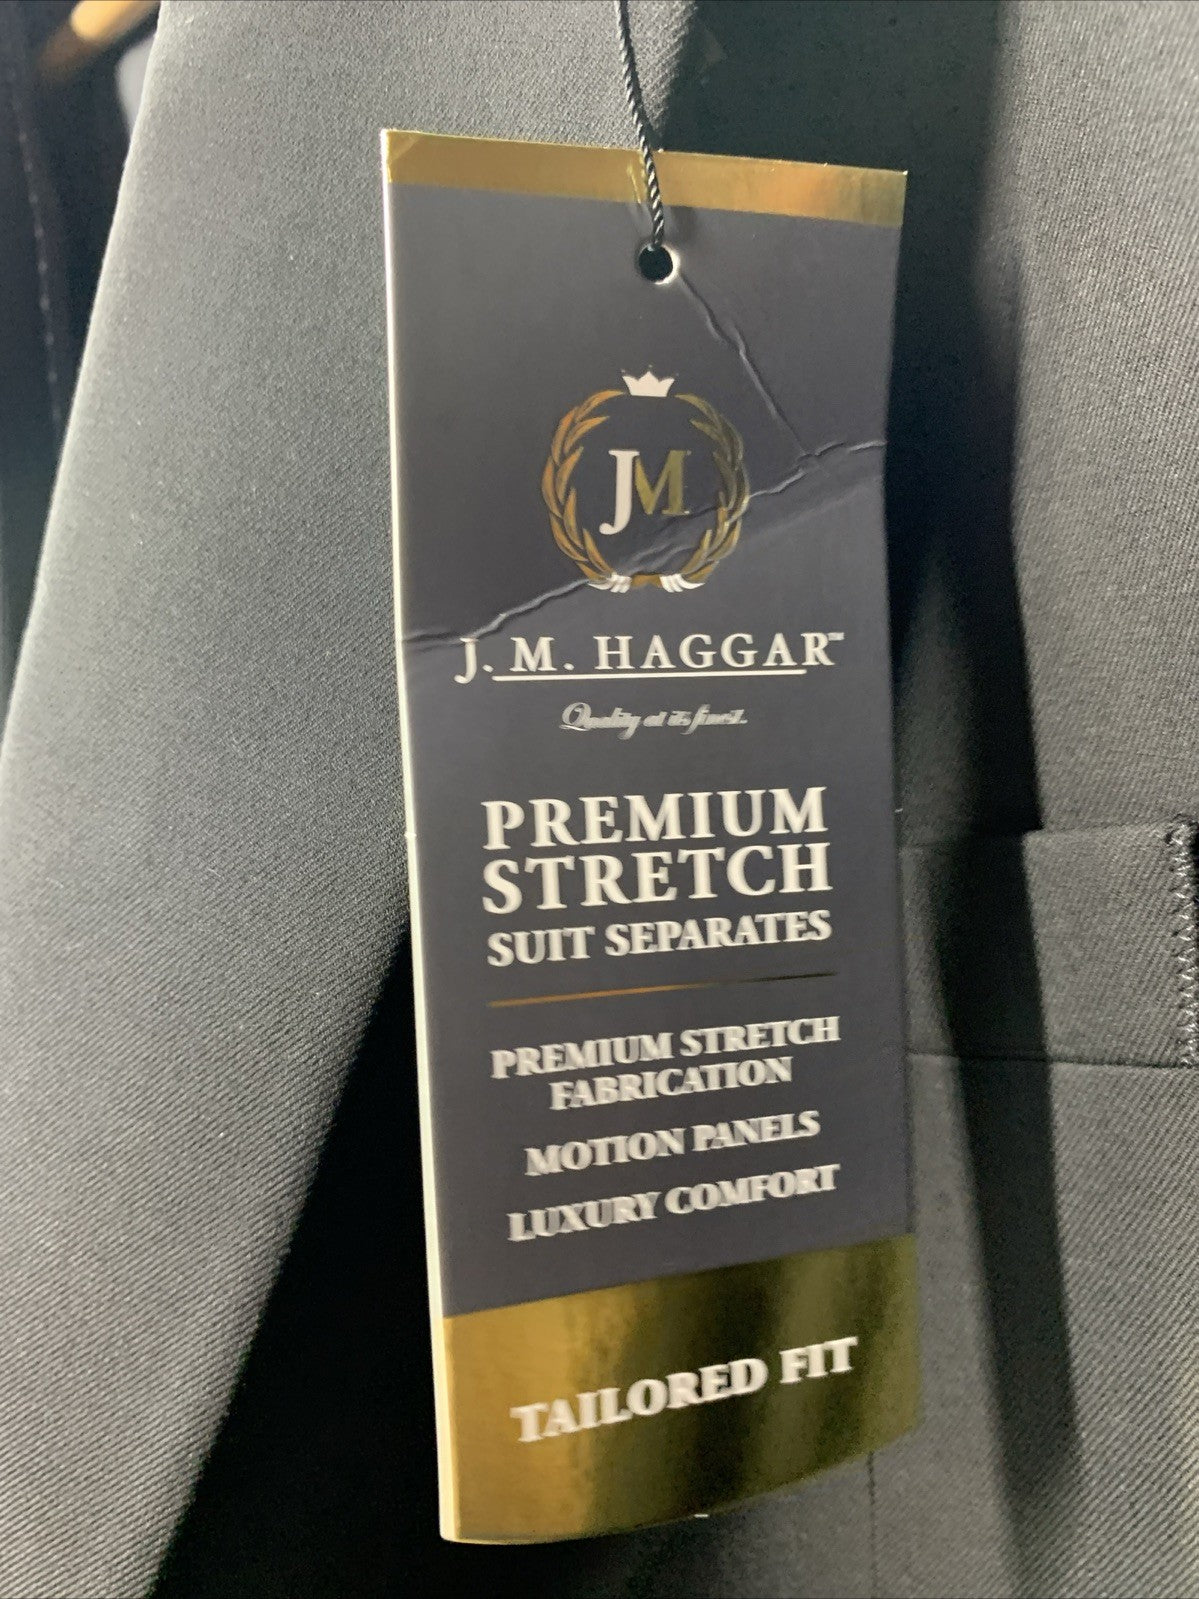 JM
J. M. HAGGAR™
Quality at its finest.
PREMIUM
STRETCH
SUIT SEPARATES
PREMIUM STRETCH
FABRICATION
MOTION PANELS
LUXURY COMFORT
TAILORED FIT